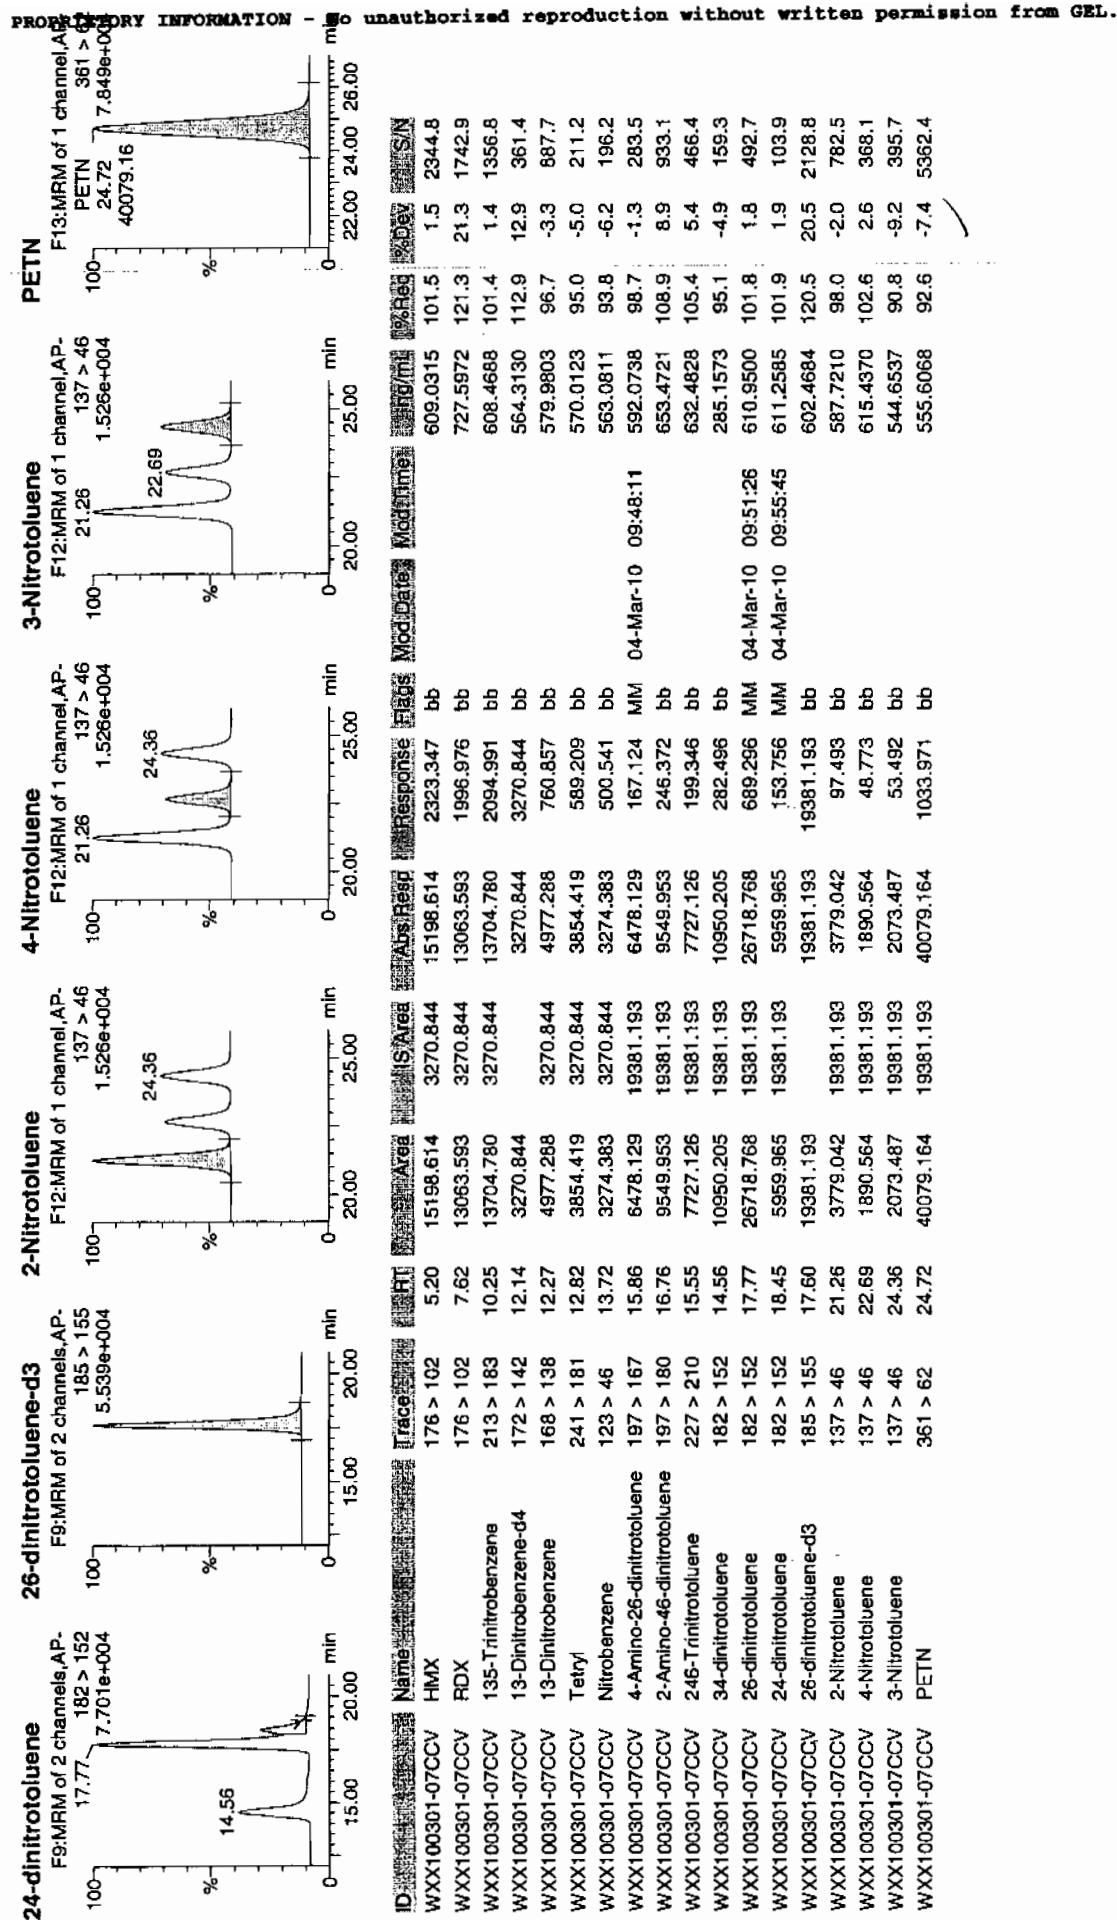 PROPRIETORY INFORMATION - No unauthorized reproduction without written permission from GEL.
24-dinitrotoluene
F9:MRM of 2 channels,AP-
17.77 182 > 152
7.701e+004
14.56
100
%
0
15.00 20.00 min
26-dinitrotoluene-d3
F9:MRM of 2 channels,AP-
185 > 155
5.539e+004
100
%
0
15.00 20.00 min
2-Nitrotoluene
F12:MRM of 1 channel,AP-
137 > 46
1.526e+004
24.36
100
%
0
20.00 25.00 min
4-Nitrotoluene
F12:MRM of 1 channel,AP-
21.26 137 > 46
1.526e+004
24.36
100
%
0
20.00 25.00 min
3-Nitrotoluene
F12:MRM of 1 channel,AP-
21.26 137 > 46
1.526e+004
22.69
100
%
0
20.00 25.00 min
PETN
F13:MRM of 1 channel,AP-
PETN 361 >
24.72 7.849e+00
40079.16
100
%
0
22.00 24.00 26.00 min
ID Name Trace RT Area IS Area Abs.Resp Response Flags Mod.Date Mod.Time ng/ml %Rec %Dev S/N
WXX100301-07CCV HMX 176 > 102 5.20 15198.614 3270.844 15198.614 2323.347 bb 609.0315 101.5 1.5 2344.8
WXX100301-07CCV RDX 176 > 102 7.62 13063.593 3270.844 13063.593 1996.976 bb 727.5972 121.3 21.3 1742.9
WXX100301-07CCV 135-Trinitrobenzene 213 > 183 10.25 13704.780 3270.844 13704.780 2094.991 bb 608.4688 101.4 1.4 1356.8
WXX100301-07CCV 13-Dinitrobenzene-d4 172 > 142 12.14 3270.844 3270.844 3270.844 bb 564.3130 112.9 12.9 361.4
WXX100301-07CCV 13-Dinitrobenzene 168 > 138 12.27 4977.288 3270.844 4977.288 760.857 bb 579.9803 96.7 -3.3 887.7
WXX100301-07CCV Tetryl 241 > 181 12.82 3854.419 3270.844 3854.419 589.209 bb 570.0123 95.0 -5.0 211.2
WXX100301-07CCV Nitrobenzene 123 > 46 13.72 3274.383 3270.844 3274.383 500.541 bb 563.0811 93.8 -6.2 196.2
WXX100301-07CCV 4-Amino-26-dinitrotoluene 197 > 167 15.86 6478.129 19381.193 6478.129 167.124 MM 04-Mar-10 09:48:11 592.0738 98.7 -1.3 283.5
WXX100301-07CCV 2-Amino-46-dinitrotoluene 197 > 180 16.76 9549.953 19381.193 9549.953 246.372 bb 653.4721 108.9 8.9 933.1
WXX100301-07CCV 246-Trinitrotoluene 227 > 210 15.55 7727.126 19381.193 7727.126 199.346 bb 632.4828 105.4 5.4 466.4
WXX100301-07CCV 34-dinitrotoluene 182 > 152 14.56 10950.205 19381.193 10950.205 282.496 bb 285.1573 95.1 -4.9 159.3
WXX100301-07CCV 26-dinitrotoluene 182 > 152 17.77 26718.768 19381.193 26718.768 689.296 MM 04-Mar-10 09:51:26 610.9500 101.8 1.8 492.7
WXX100301-07CCV 24-dinitrotoluene 182 > 152 18.45 5959.965 19381.193 5959.965 153.756 MM 04-Mar-10 09:55:45 611.2585 101.9 1.9 103.9
WXX100301-07CCV 26-dinitrotoluene-d3 185 > 155 17.60 19381.193 19381.193 19381.193 bb 602.4684 120.5 20.5 2128.8
WXX100301-07CCV 2-Nitrotoluene 137 > 46 21.26 3779.042 19381.193 3779.042 97.493 bb 587.7210 98.0 -2.0 782.5
WXX100301-07CCV 4-Nitrotoluene 137 > 46 22.69 1890.564 19381.193 1890.564 48.773 bb 615.4370 102.6 2.6 368.1
WXX100301-07CCV 3-Nitrotoluene 137 > 46 24.36 2073.487 19381.193 2073.487 53.492 bb 544.6537 90.8 -9.2 395.7
WXX100301-07CCV PETN 361 > 62 24.72 40079.164 19381.193 40079.164 1033.971 bb 555.6068 92.6 -7.4 5362.4